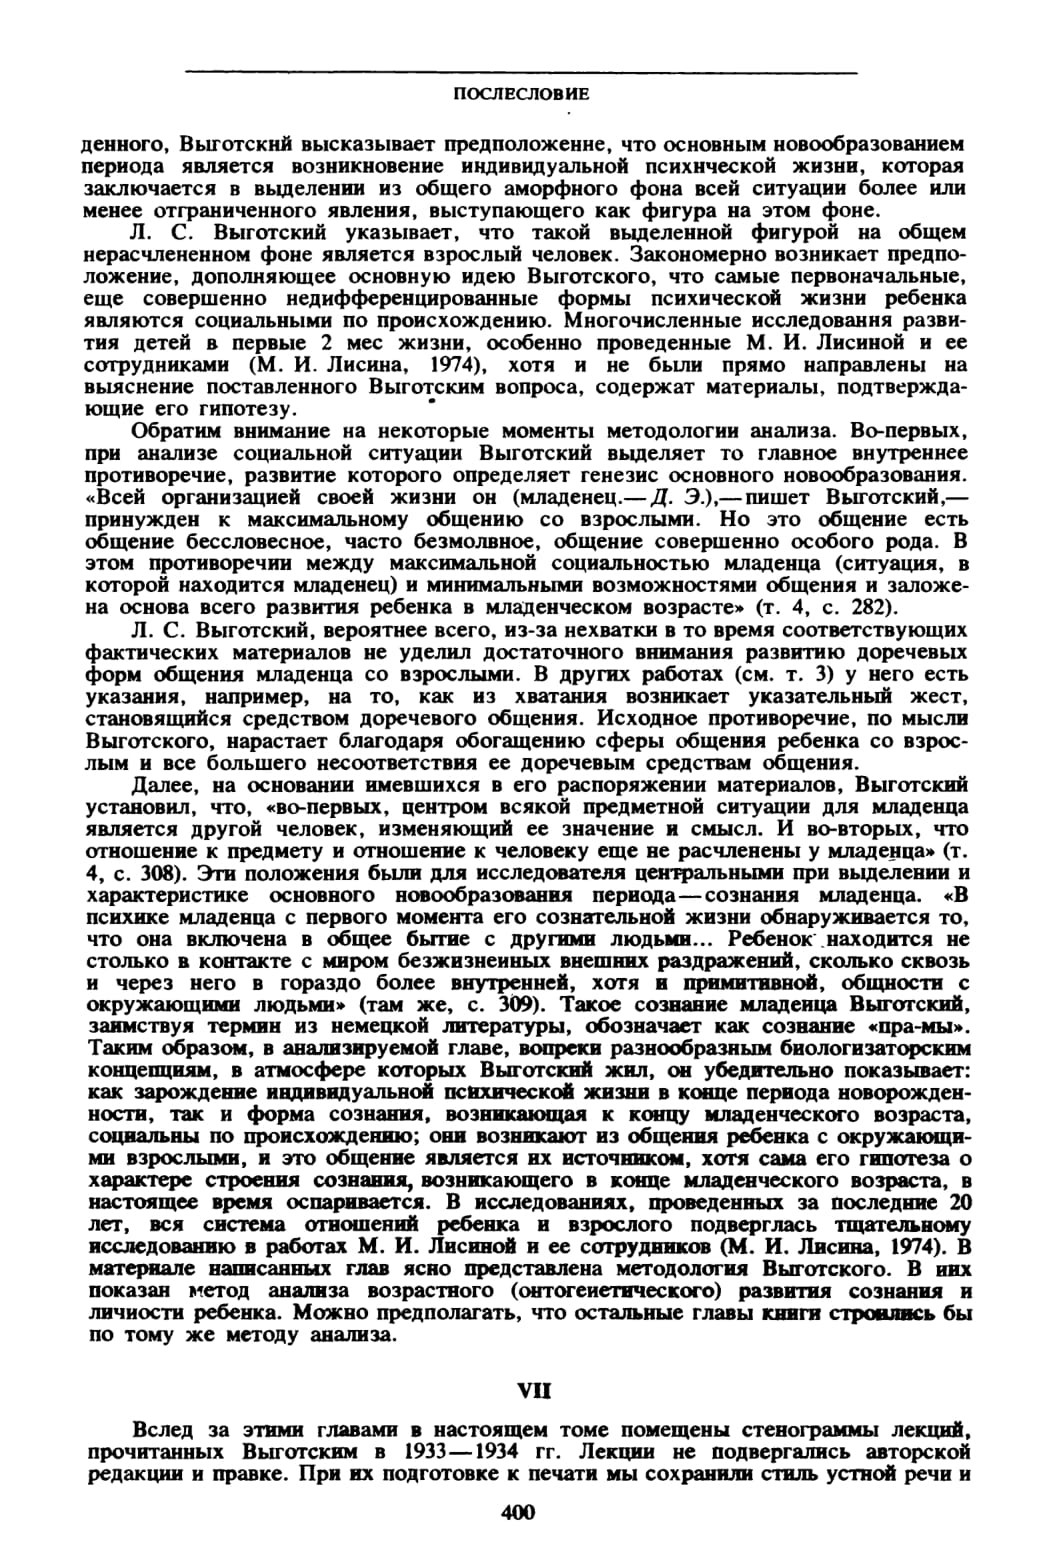 ПОСЛЕСЛОВИЕ
денного, Выготский высказывает предположение, что основным новообразованием
периода является возникновение индивидуальной психической жизни, которая
заключается в выделении из общего аморфного фона всей ситуации более или
менее отграниченного явления, выступающего как фигура на этом фоне.
Л. С. Выготский указывает, что такой выделенной фигурой на общем
нерасчлененном фоне является взрослый человек. Закономерно возникает предпо-
ложение, дополняющее основную идею Выготского, что самые первоначальные,
еще совершенно недифференцированные формы психической жизни ребенка
являются социальными по происхождению. Многочисленные исследования разви-
тия детей в первые 2 мес жизни, особенно проведенные М. И. Лисиной и ее
сотрудниками (М. И. Лисина, 1974), хотя и не были прямо направлены на
выяснение поставленного Выготским вопроса, содержат материалы, подтвержда-
ющие его гипотезу.
Обратим внимание на некоторые моменты методологии анализа. Во-первых,
при анализе социальной ситуации Выготский выделяет то главное внутреннее
противоречие, развитие которого определяет генезис основного новообразования.
«Всей организацией своей жизни он (младенец.— Д. Э.),— пишет Выготский,—
принужден к максимальному общению со взрослыми. Но это общение есть
общение бессловесное, часто безмолвное, общение совершенно особого рода. В
этом противоречии между максимальной социальностью младенца (ситуация, в
которой находится младенец) и минимальными возможностями общения и заложе-
на основа всего развития ребенка в младенческом возрасте» (т. 4, с. 282).
Л. С. Выготский, вероятнее всего, из-за нехватки в то время соответствующих
фактических материалов не уделил достаточного внимания развитию доречевых
форм общения младенца со взрослыми. В других работах (см. т. 3) у него есть
указания, например, на то, как из хватания возникает указательный жест,
становящийся средством доречевого общения. Исходное противоречие, по мысли
Выготского, нарастает благодаря обогащению сферы общения ребенка со взрос-
лым и все большего несоответствия ее доречевым средствам общения.
Далее, на основании имевшихся в его распоряжении материалов, Выготский
установил, что, «во-первых, центром всякой предметной ситуации для младенца
является другой человек, изменяющий ее значение и смысл. И во-вторых, что
отношение к предмету и отношение к человеку еще не расчленены у младенца» (т.
4, с. 308). Эти положения были для исследователя центральными при выделении и
характеристике основного новообразования периода — сознания младенца. «В
психике младенца с первого момента его сознательной жизни обнаруживается то,
что она включена в общее бытие с другими людьми... Ребенок находится не
столько в контакте с миром безжизненных внешних раздражений, сколько сквозь
и через него в гораздо более внутренней, хотя и примитивной, общности с
окружающими людьми» (там же, с. 309). Такое сознание младенца Выготский,
заимствуя термин из немецкой литературы, обозначает как сознание «пра-мы».
Таким образом, в анализируемой главе, вопреки разнообразным биологизаторским
концепциям, в атмосфере которых Выготский жил, он убедительно показывает:
как зарождение индивидуальной психической жизни в конце периода новорожден-
ности, так и форма сознания, возникающая к концу младенческого возраста,
социальны по происхождению; они возникают из общения ребенка с окружающи-
ми взрослыми, и это общение является их источником, хотя сама его гипотеза о
характере строения сознания, возникающего в конце младенческого возраста, в
настоящее время оспаривается. В исследованиях, проведенных за последние 20
лет, вся система отношений ребенка и взрослого подверглась тщательному
исследованию в работах М. И. Лисиной и ее сотрудников (М. И. Лисина, 1974). В
материале написанных глав ясно представлена методология Выготского. В них
показан метод анализа возрастного (онтогенетического) развития сознания и
личности ребенка. Можно предполагать, что остальные главы книги строились бы
по тому же методу анализа.
VII
Вслед за этими главами в настоящем томе помещены стенограммы лекций,
прочитанных Выготским в 1933—1934 гг. Лекции не подвергались авторской
редакции и правке. При их подготовке к печати мы сохранили стиль устной речи и
400